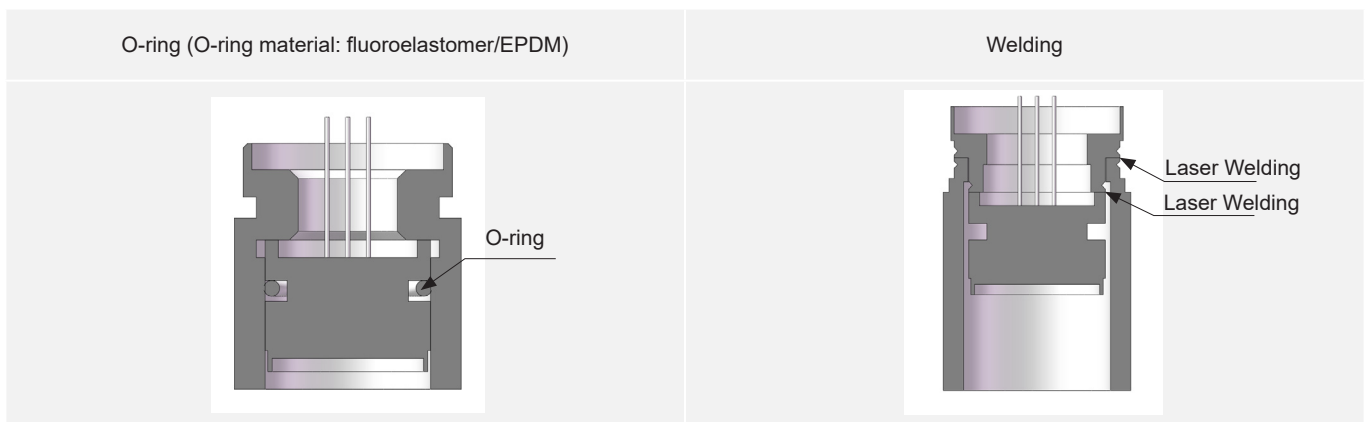 O-ring (O-ring material: fluoroelastomer/EPDM)
Welding
O-ring
Laser Welding
Laser Welding